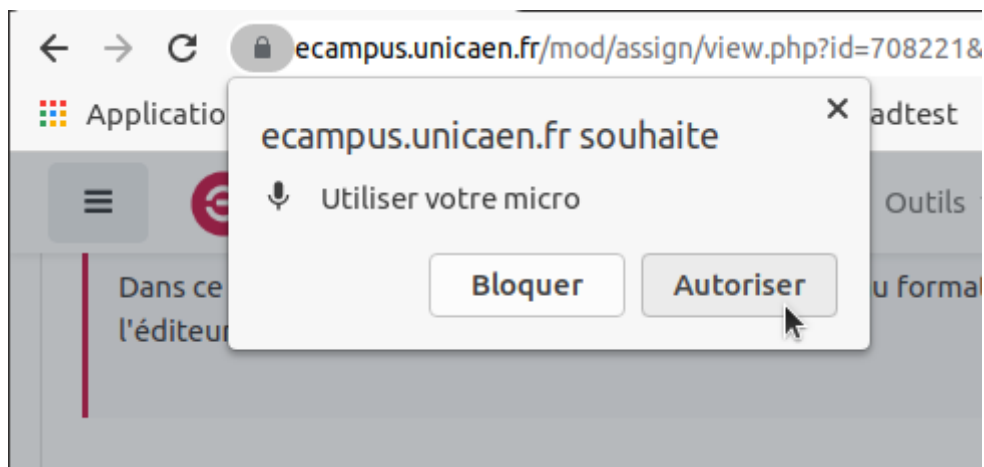 ecampus.unicaen.fr/mod/assign/view.php?id=708221&
Applicatio
adtest
ecampus.unicaen.fr souhaite
Utiliser votre micro
Outils
Bloquer Autoriser
Dans ce u format
l'éditeur